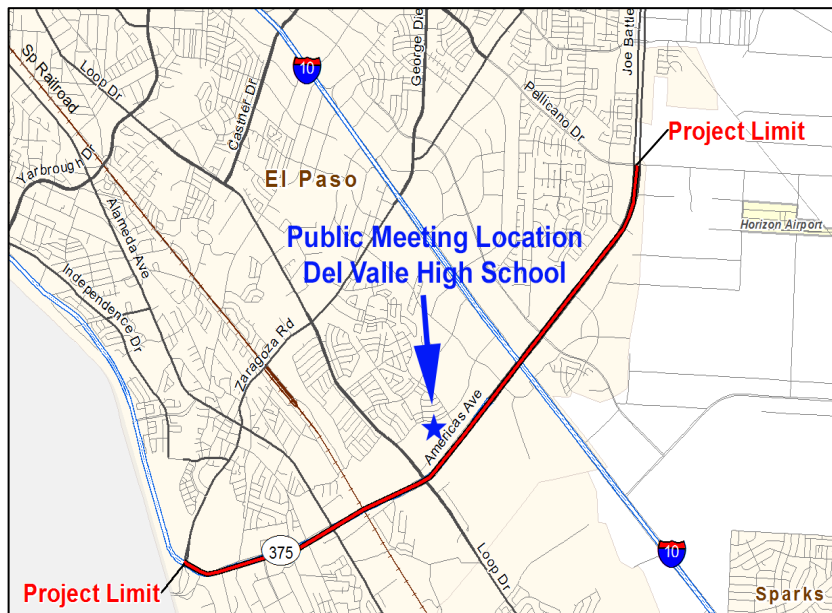 Sp Railroad
Loop Dr
Castner Dr
10
George Die
Joe Battle
Pellicano Dr
Project Limit
Yarbrough Dr
El Paso
Horizon Airport
Alameda Ave
Public Meeting Location
Del Valle High School
Independence Dr
Zaragoza Rd
Americas Ave
375
Loop Dr
10
Project Limit
Sparks